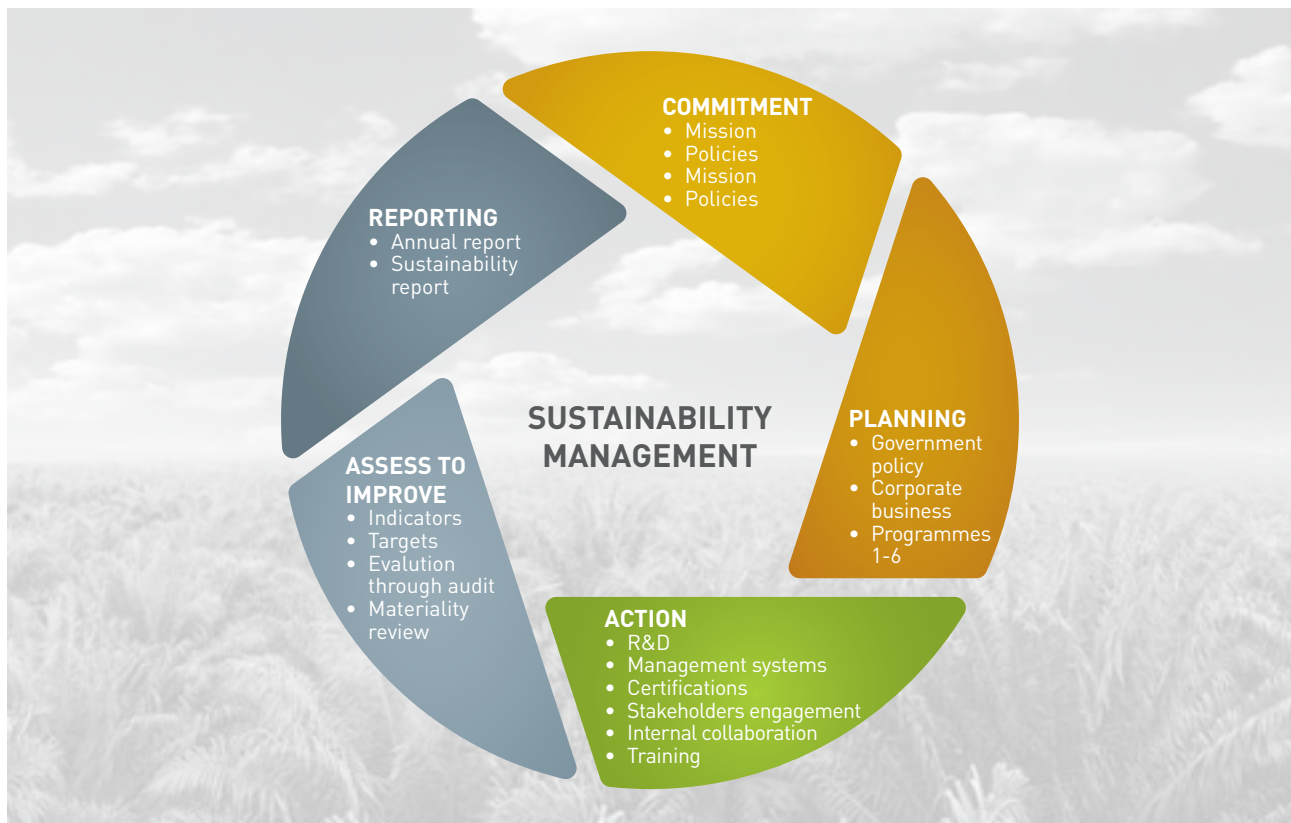 COMMITMENT
• Mission
• Policies
• Mission
• Policies
REPORTING
• Annual report
• Sustainability
report
SUSTAINABILITY
MANAGEMENT
PLANNING
• Government
policy
• Corporate
business
• Programmes
1-6
ASSESS TO
IMPROVE
• Indicators
• Targets
• Evalution
through audit
• Materiality
review
ACTION
• R&D
• Management systems
• Certifications
• Stakeholders engagement
• Internal collaboration
• Training